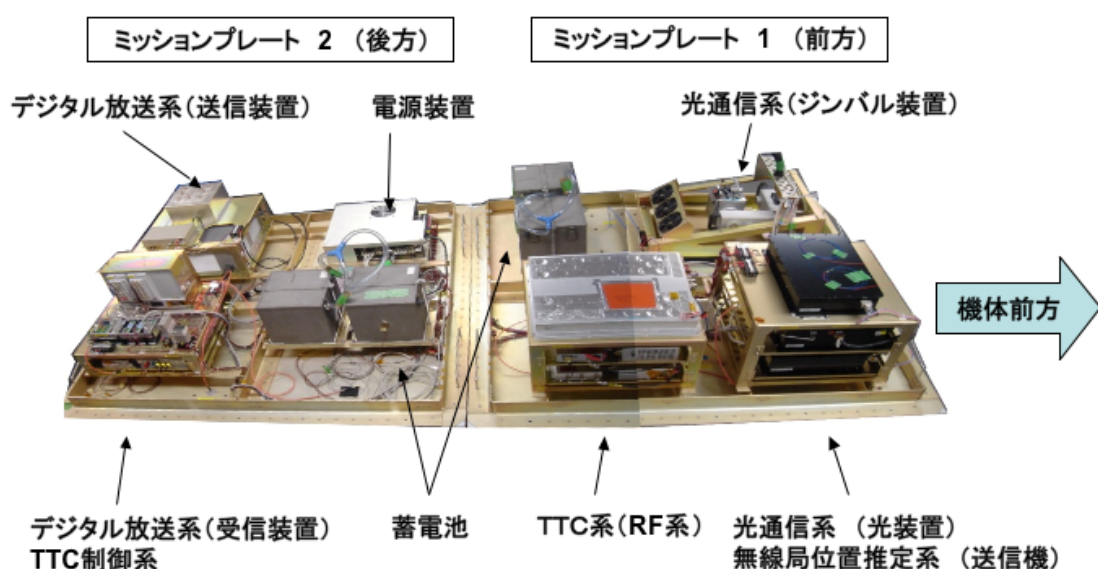 ミッションプレート 2 （後方）
ミッションプレート 1 （前方）
デジタル放送系（送信装置）
電源装置
光通信系（ジンバル装置）
機体前方
デジタル放送系（受信装置）
TTC制御系
蓄電池
TTC系（RF系）
光通信系 （光装置）
無線局位置推定系 （送信機）